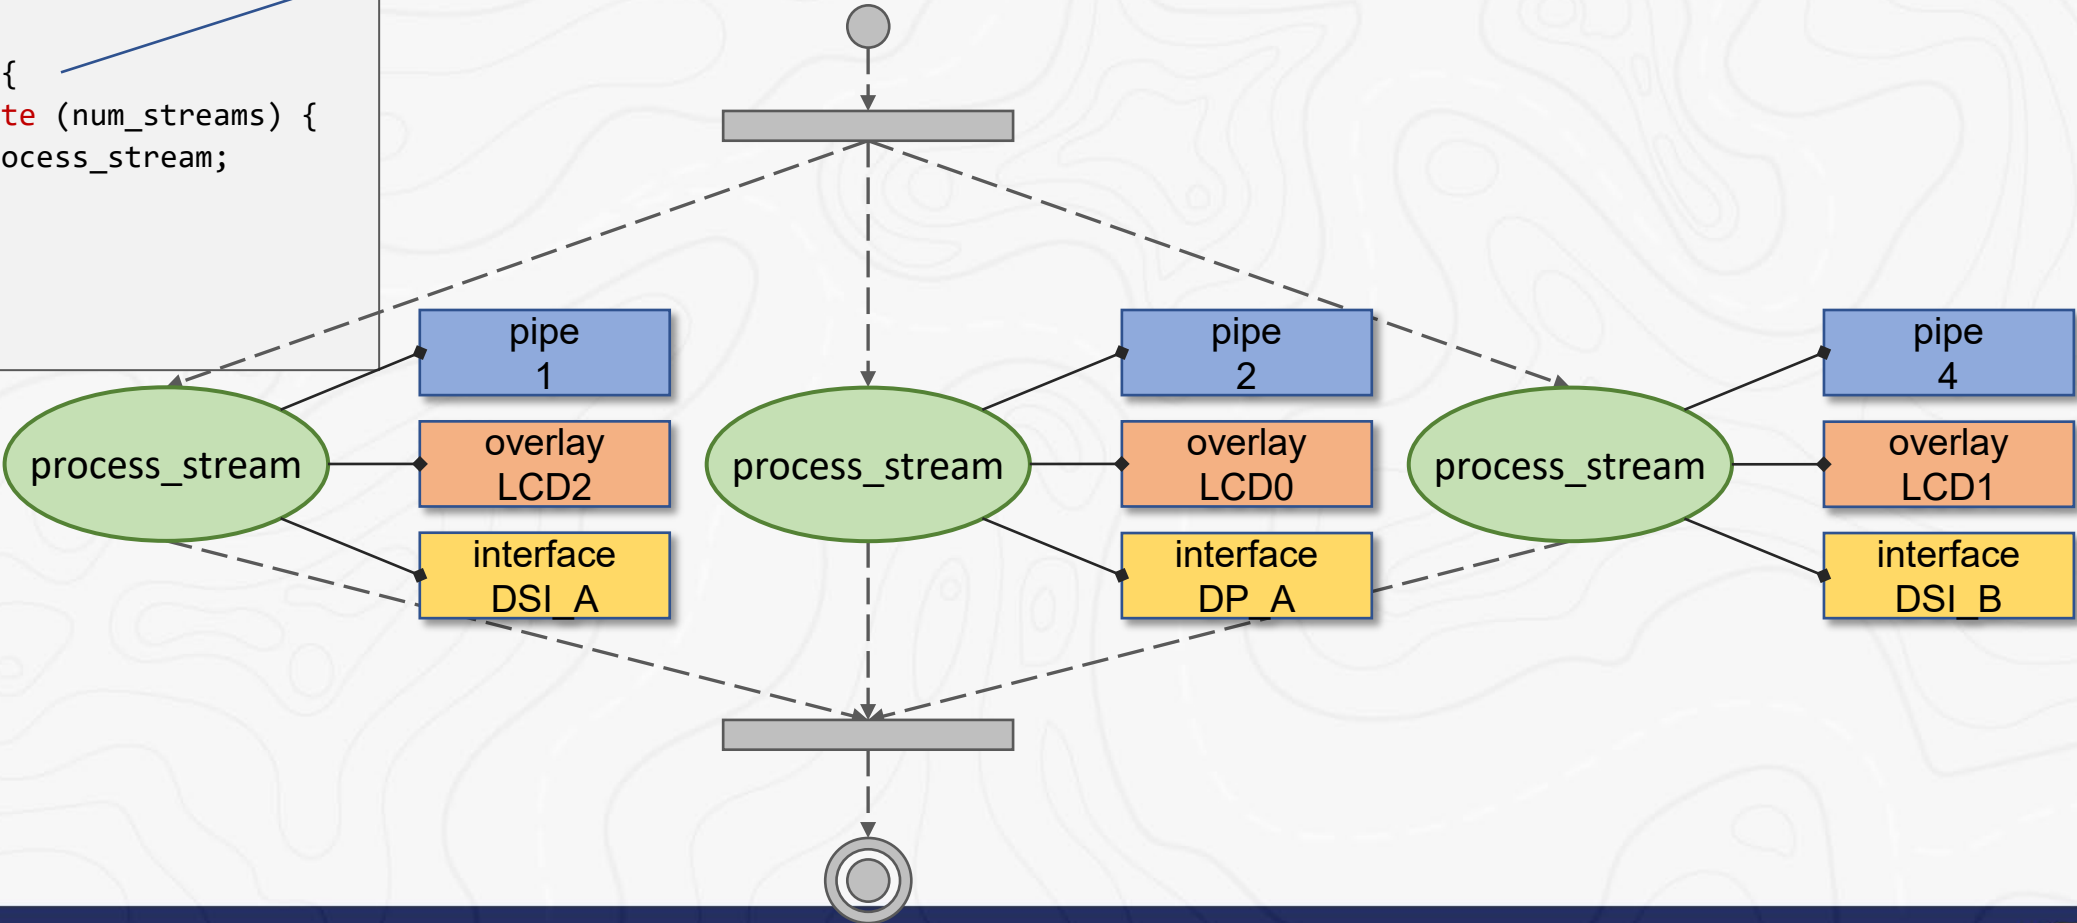 {
te (num_streams) {
ocess_stream;
process_stream
pipe
1
overlay
LCD2
interface
DSI_A
process_stream
pipe
2
overlay
LCD0
interface
DP_A
process_stream
pipe
4
overlay
LCD1
interface
DSI_B